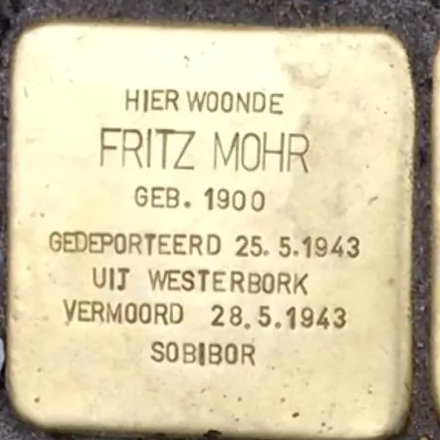 HIER WOONDE
FRITZ MOHR
GEB. 1900
GEDEPORTEERD 25.5.1943
UIT WESTERBORK
VERMOORD 28.5.1943
SOBIBOR